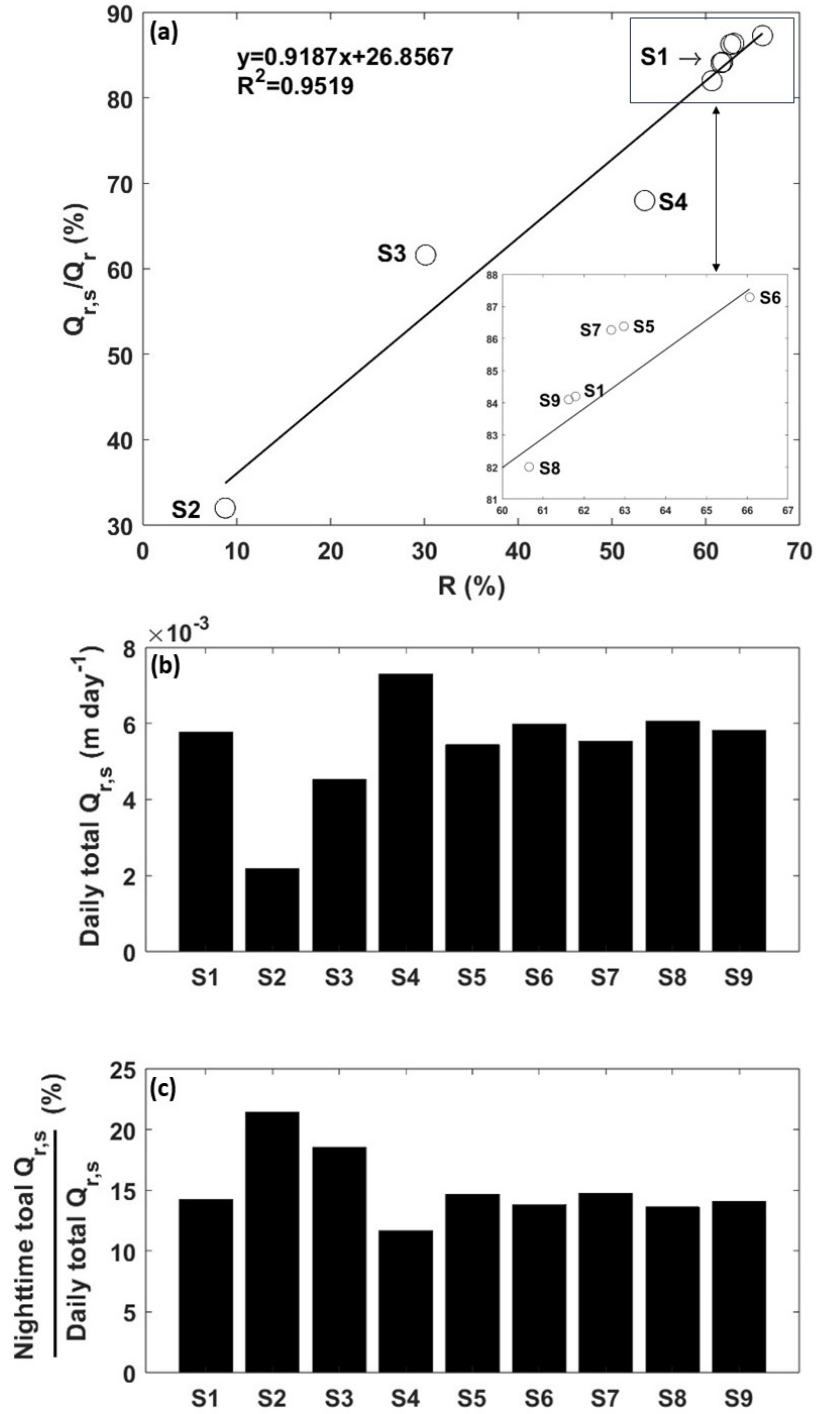 (a)
y=0.9187x+26.8567
R²=0.9519
90
80
70
60
50
40
30
Q_{r,s}/Q_r (%)
S1 →
S4
S3
S2
88
87
86
85
84
83
82
81
S6
S7 S5
S9 S1
S8
60 61 62 63 64 65 66 67
0 10 20 30 40 50 60 70
R (%)
×10⁻³
(b)
8
6
4
2
0
Daily total Q_{r,s} (m day⁻¹)
S1 S2 S3 S4 S5 S6 S7 S8 S9
(c)
25
20
15
10
5
0
Nighttime toal Q_{r,s} (%)
Daily total Q_{r,s}
S1 S2 S3 S4 S5 S6 S7 S8 S9